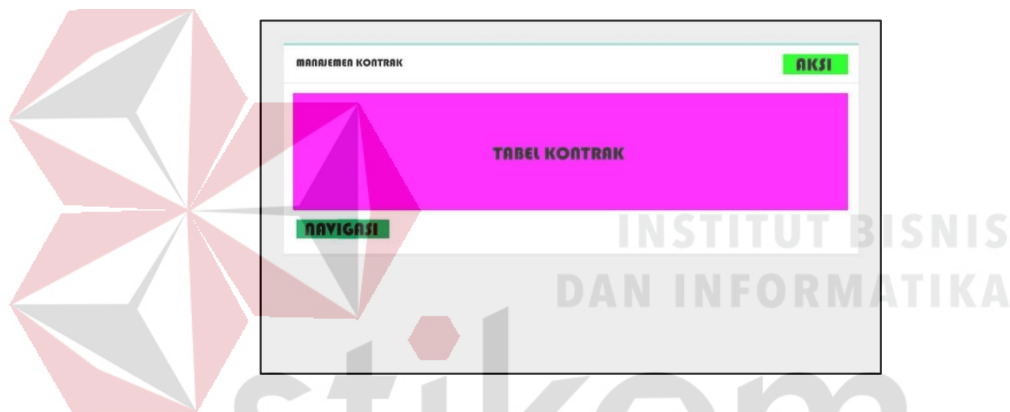 MANAJEMEN KONTRAK
AKSI
TABEL KONTRAK
NAVIGASI
INSTITUT BISNIS
DAN INFORMATIKA
stikom